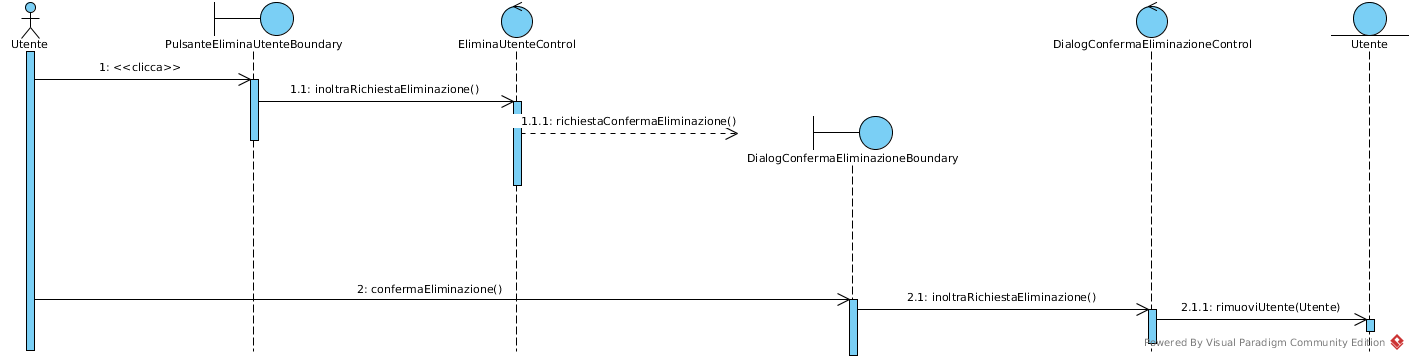 Utente
PulsanteEliminaUtenteBoundary
EliminaUtenteControl
DialogConfermaEliminazioneControl
Utente
1: <<clicca>>
1.1: inoltraRichiestaEliminazione()
1.1.1: richiestaConfermaEliminazione()
DialogConfermaEliminazioneBoundary
2: confermaEliminazione()
2.1: inoltraRichiestaEliminazione()
2.1.1: rimuoviUtente(Utente)
Powered By Visual Paradigm Community Edition